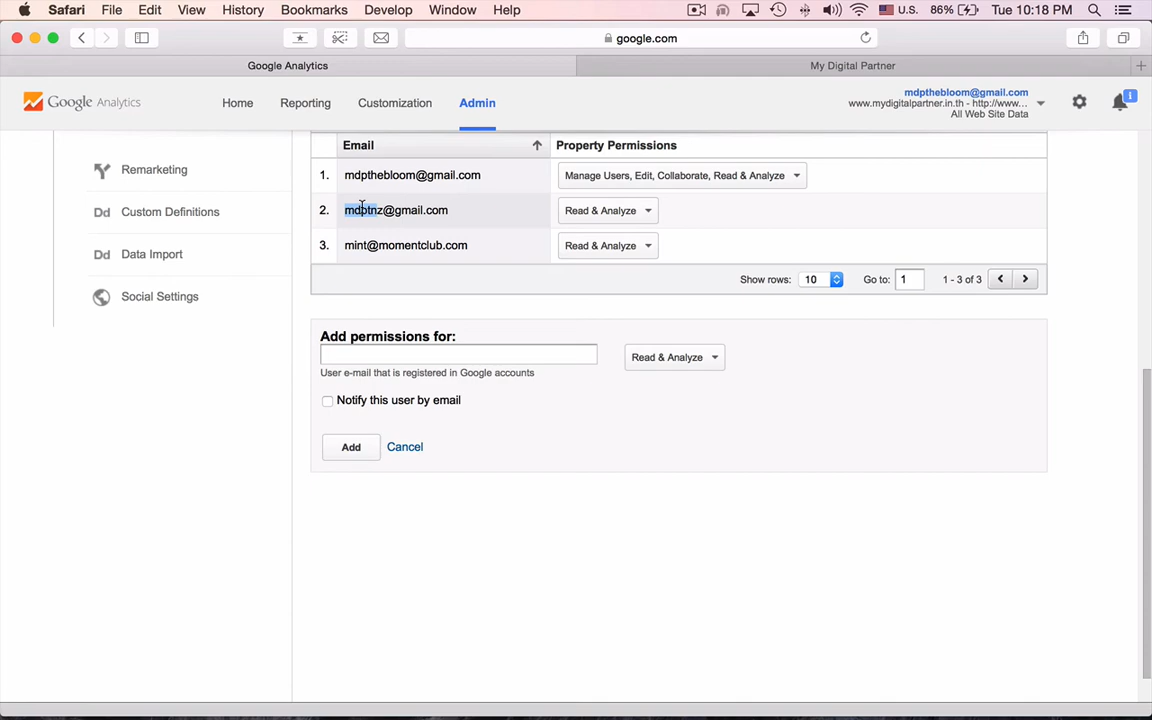 Safari File Edit View History Bookmarks Develop Window Help U.S. 86% Tue 10:18 PM
google.com
Google Analytics My Digital Partner
Google Analytics Home Reporting Customization Admin
mdpthebloom@gmail.com
www.mydigitalpartner.in.th - http://www...
All Web Site Data
1
Remarketing
Dd Custom Definitions
Dd Data Import
Social Settings
Email Property Permissions
1. mdpthebloom@gmail.com Manage Users, Edit, Collaborate, Read & Analyze
2. mdptnz@gmail.com Read & Analyze
3. mint@momentclub.com Read & Analyze
Show rows: 10 Go to: 1 1 - 3 of 3
Add permissions for:
Read & Analyze
User e-mail that is registered in Google accounts
Notify this user by email
Add Cancel